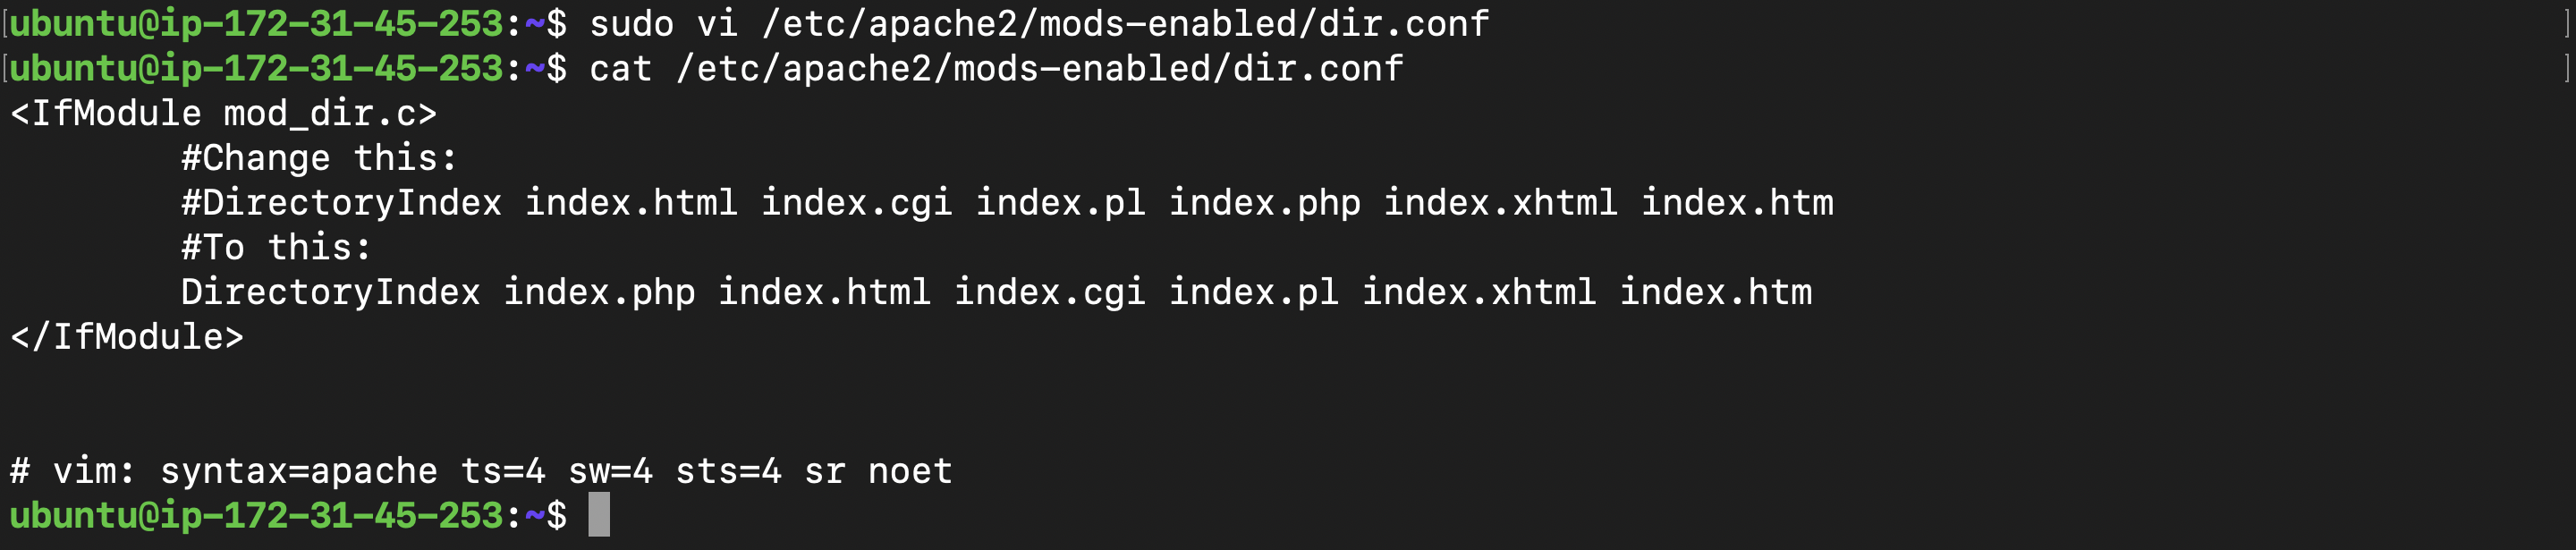 [ubuntu@ip-172-31-45-253:~$ sudo vi /etc/apache2/mods-enabled/dir.conf ]
[ubuntu@ip-172-31-45-253:~$ cat /etc/apache2/mods-enabled/dir.conf ]
<IfModule mod_dir.c>
        #Change this:
        #DirectoryIndex index.html index.cgi index.pl index.php index.xhtml index.htm
        #To this:
        DirectoryIndex index.php index.html index.cgi index.pl index.xhtml index.htm
</IfModule>
# vim: syntax=apache ts=4 sw=4 sts=4 sr noet
ubuntu@ip-172-31-45-253:~$